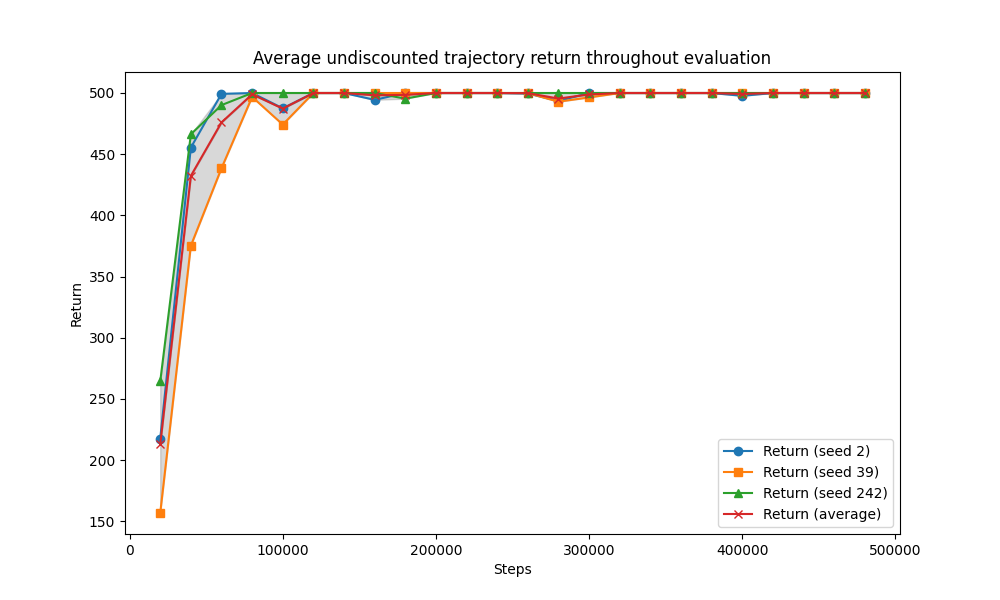 Average undiscounted trajectory return throughout evaluation
Return
500
450
400
350
300
250
200
150
0
100000
200000
300000
400000
500000
Steps
Return (seed 2)
Return (seed 39)
Return (seed 242)
Return (average)